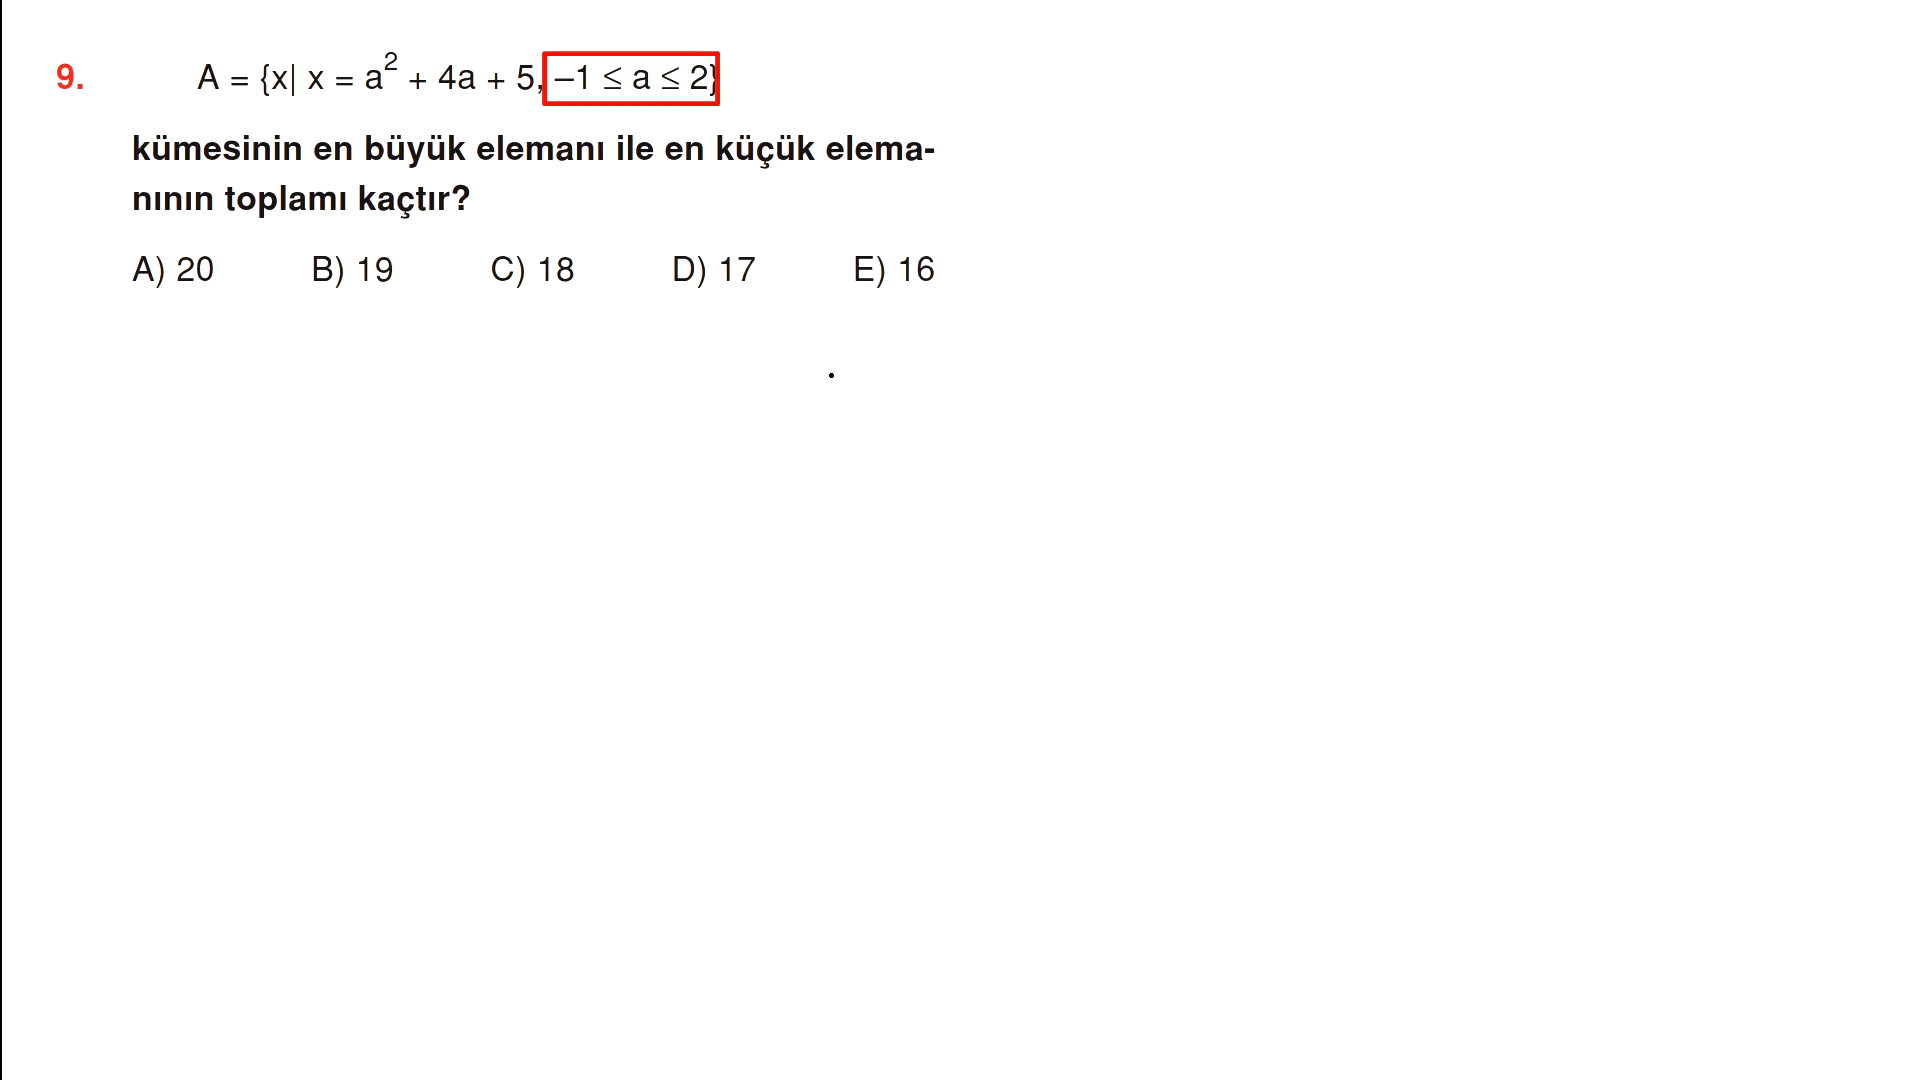 9. A = {x| x = a² + 4a + 5, –1 ≤ a ≤ 2}
kümesinin en büyük elemanı ile en küçük elema-
nının toplamı kaçtır?
A) 20 B) 19 C) 18 D) 17 E) 16